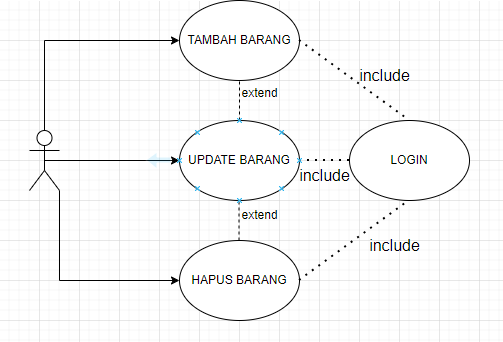 TAMBAH BARANG
include
extend
UPDATE BARANG
include
LOGIN
extend
include
HAPUS BARANG